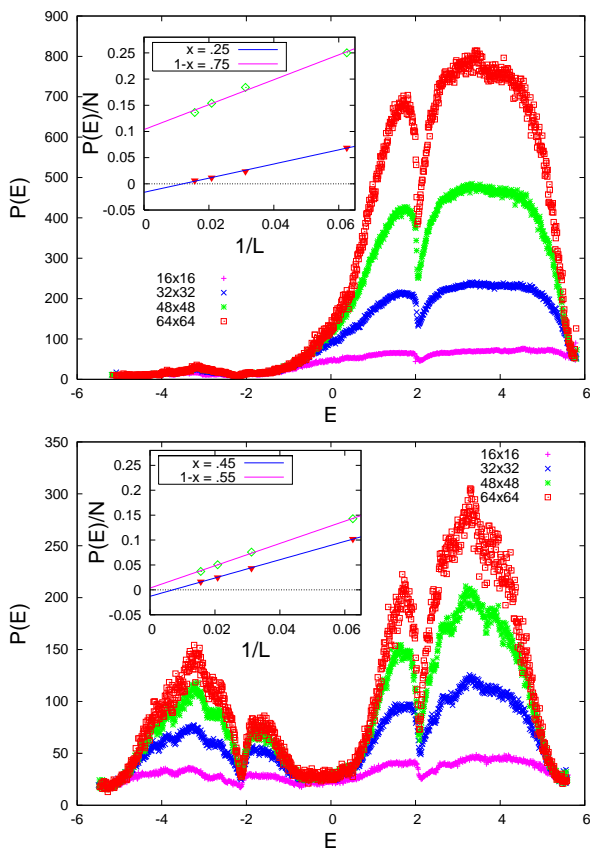 900
800
700
600
500
400
300
200
100
0
P(E)
-6 -4 -2 0 2 4 6
E
16x16
32x32
48x48
64x64
x = .25
1-x = .75
0.25
0.2
0.15
0.1
0.05
0
-0.05
P(E)/N
0 0.02 0.04 0.06
1/L
350
300
250
200
150
100
50
0
P(E)
-6 -4 -2 0 2 4 6
E
16x16
32x32
48x48
64x64
x = .45
1-x = .55
0.25
0.2
0.15
0.1
0.05
0
-0.05
P(E)/N
0 0.02 0.04 0.06
1/L